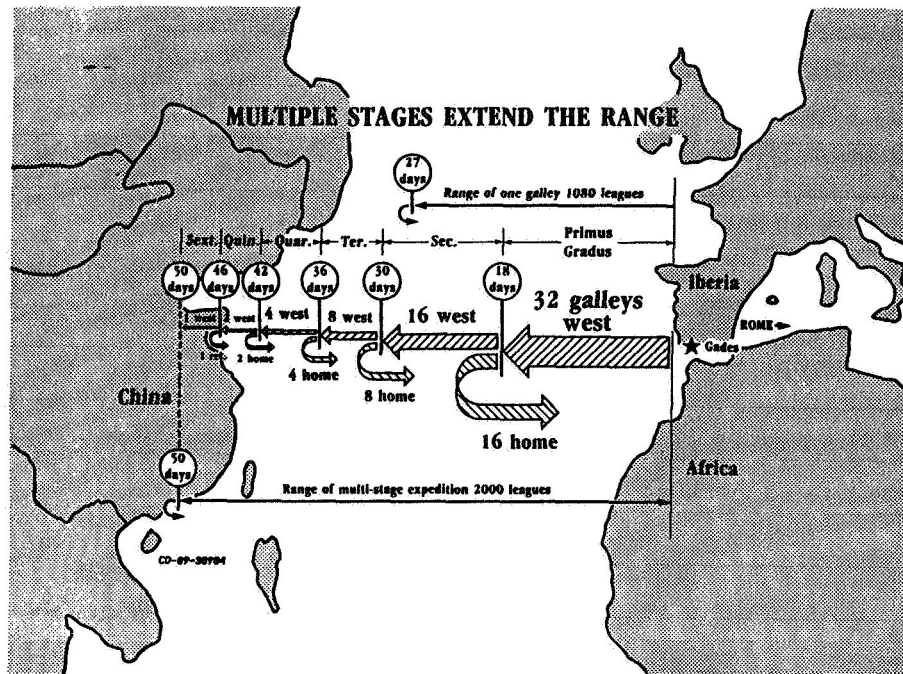 MULTIPLE STAGES EXTEND THE RANGE
27
days
Range of one galley 1080 leagues
Sext.
Quin.
Quar.
Ter.
Sec.
Primus
Gradus
50
days
46
days
42
days
36
days
30
days
18
days
Iberia
32 galleys
west
16 west
8 west
4 west
west
ROME
Gades
2 home
4 home
8 home
16 home
China
50
days
Africa
Range of multi-stage expedition 2000 leagues
CD-09-30984